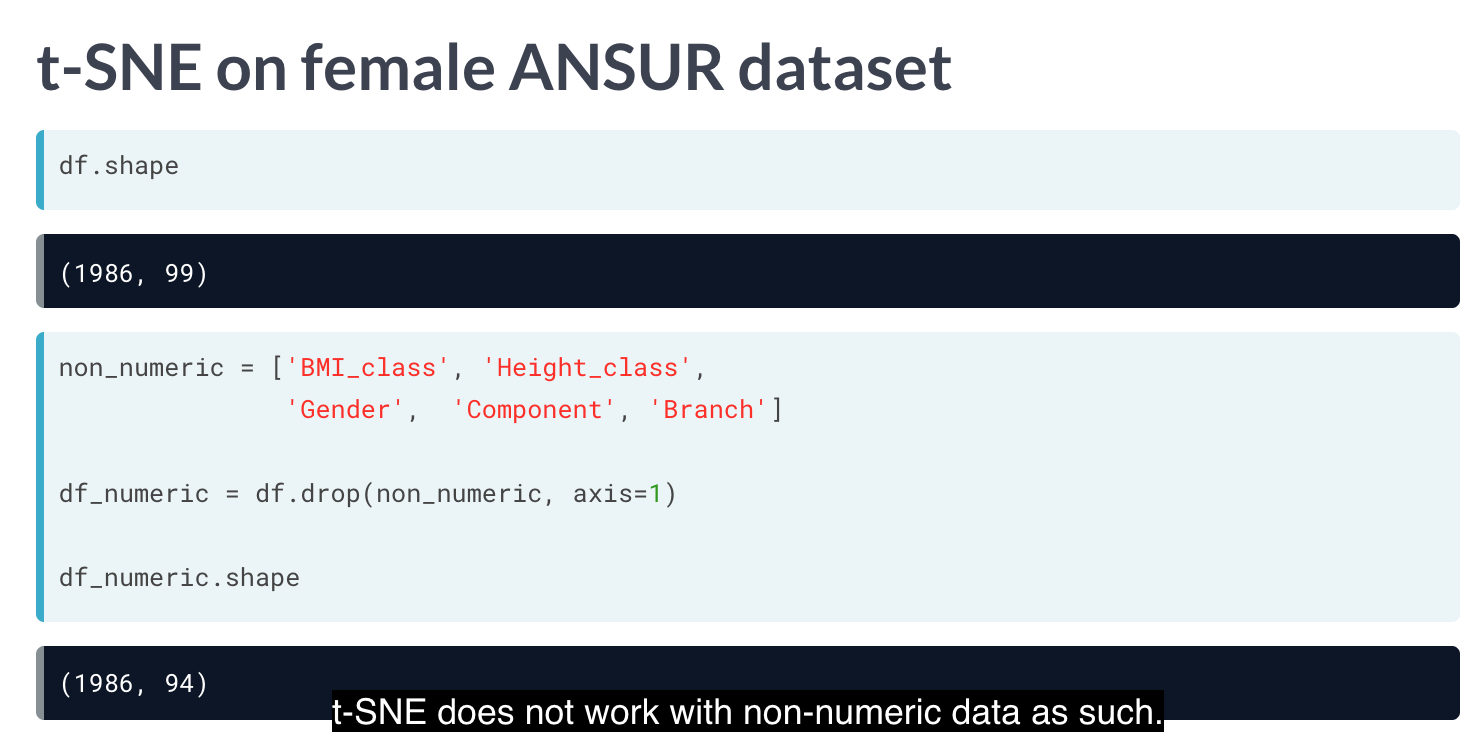 t-SNE on female ANSUR dataset
df.shape
(1986, 99)
non_numeric = ['BMI_class', 'Height_class',
'Gender',  'Component', 'Branch']
df_numeric = df.drop(non_numeric, axis=1)
df_numeric.shape
(1986, 94)
t-SNE does not work with non-numeric data as such.